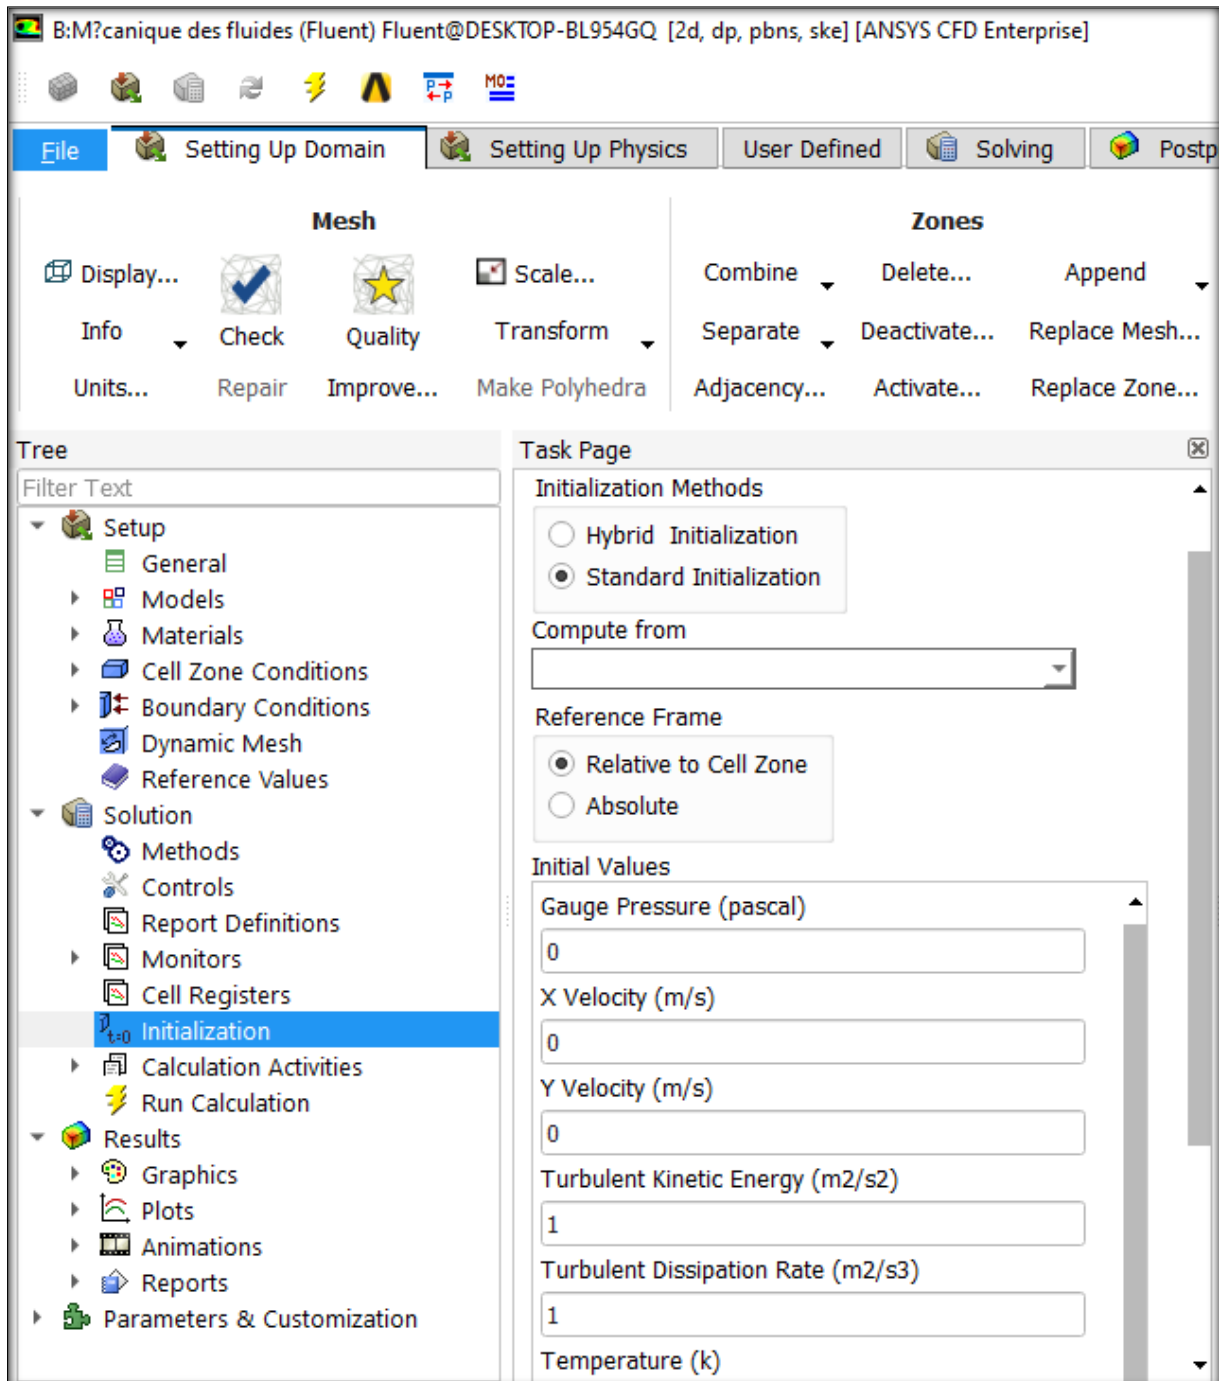 B:M?canique des fluides (Fluent) Fluent@DESKTOP-BL954GQ [2d, dp, pbns, ske] [ANSYS CFD Enterprise]
File Setting Up Domain Setting Up Physics User Defined Solving Postp
Mesh Zones
Display... Scale... Combine Delete... Append
Info Check Quality Transform Separate Deactivate... Replace Mesh...
Units... Repair Improve... Make Polyhedra Adjacency... Activate... Replace Zone...
Tree
Filter Text
Setup
General
Models
Materials
Cell Zone Conditions
Boundary Conditions
Dynamic Mesh
Reference Values
Solution
Methods
Controls
Report Definitions
Monitors
Cell Registers
t=0 Initialization
Calculation Activities
Run Calculation
Results
Graphics
Plots
Animations
Reports
Parameters & Customization
Task Page
Initialization Methods
Hybrid Initialization
Standard Initialization
Compute from
Reference Frame
Relative to Cell Zone
Absolute
Initial Values
Gauge Pressure (pascal)
0
X Velocity (m/s)
0
Y Velocity (m/s)
0
Turbulent Kinetic Energy (m2/s2)
1
Turbulent Dissipation Rate (m2/s3)
1
Temperature (k)